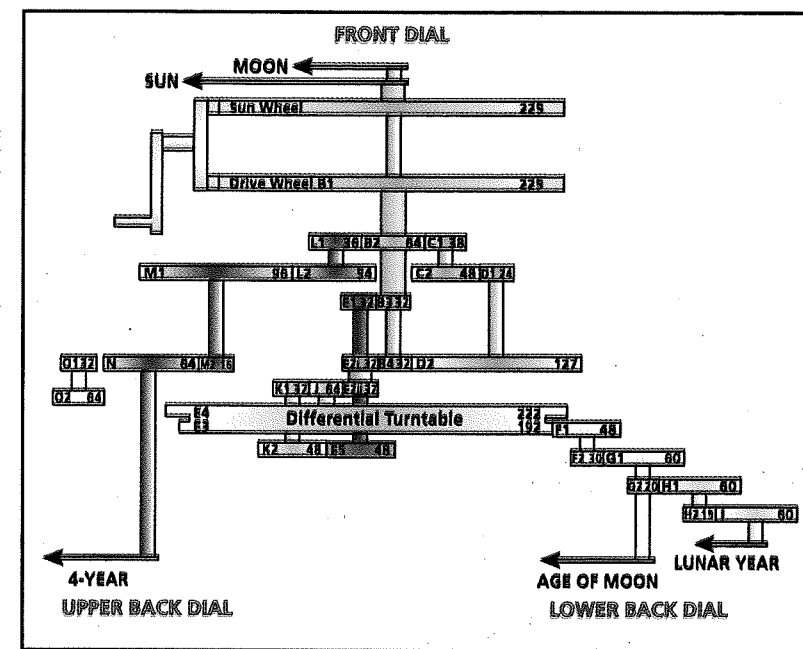 FRONT DIAL
MOON
SUN
Sun Wheel 225
Drive Wheel B1 225
L1 36 B2 64 C1 38
M1 96 L2 54 C2 48 D1 24
E1 32 B3 32
O1 32 N 64 M2 16 E2i 32 B4 32 D2 127
O2 64 K1 32 J 64 E2ii 32
E4 Differential Turntable 222
E3 192
F1 48
K2 48 E5 48
F2 30 G1 60
G2 20 H1 60
H2 15 I 60
4-YEAR
AGE OF MOON
LUNAR YEAR
UPPER BACK DIAL
LOWER BACK DIAL